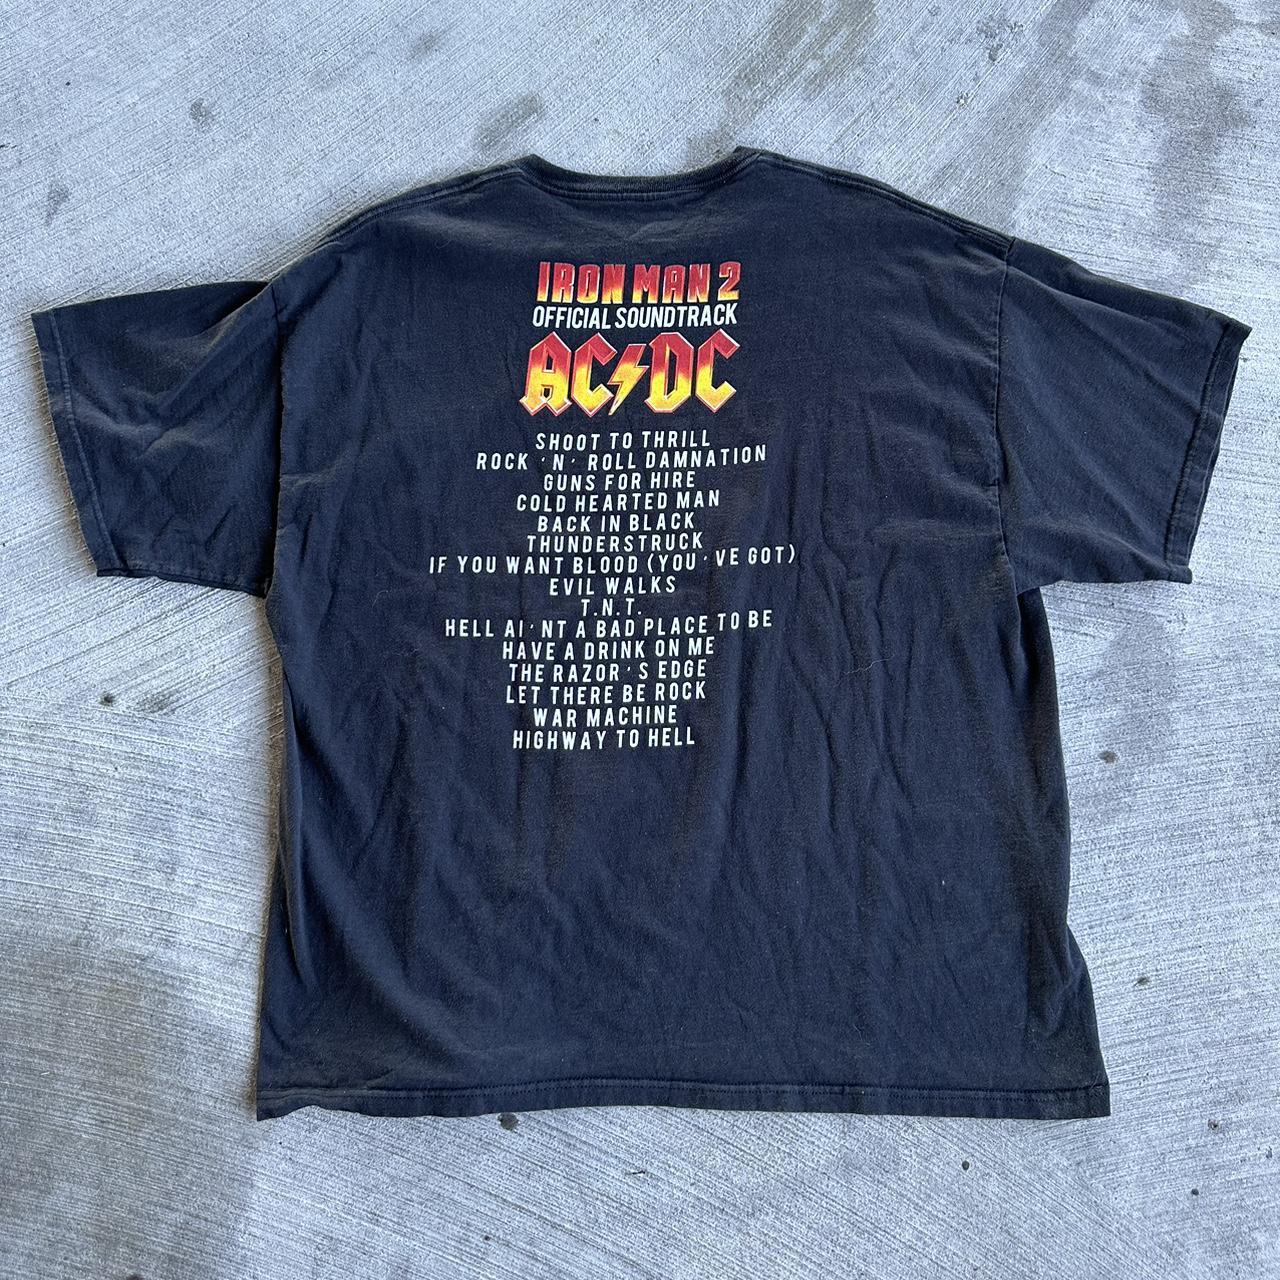 IRON MAN 2
OFFICIAL SOUNDTRACK
AC⚡DC
SHOOT TO THRILL
ROCK 'N' ROLL DAMNATION
GUNS FOR HIRE
COLD HEARTED MAN
BACK IN BLACK
THUNDERSTRUCK
IF YOU WANT BLOOD (YOU'VE GOT)
EVIL WALKS
T.N.T.
HELL AI'NT A BAD PLACE TO BE
HAVE A DRINK ON ME
THE RAZOR'S EDGE
LET THERE BE ROCK
WAR MACHINE
HIGHWAY TO HELL